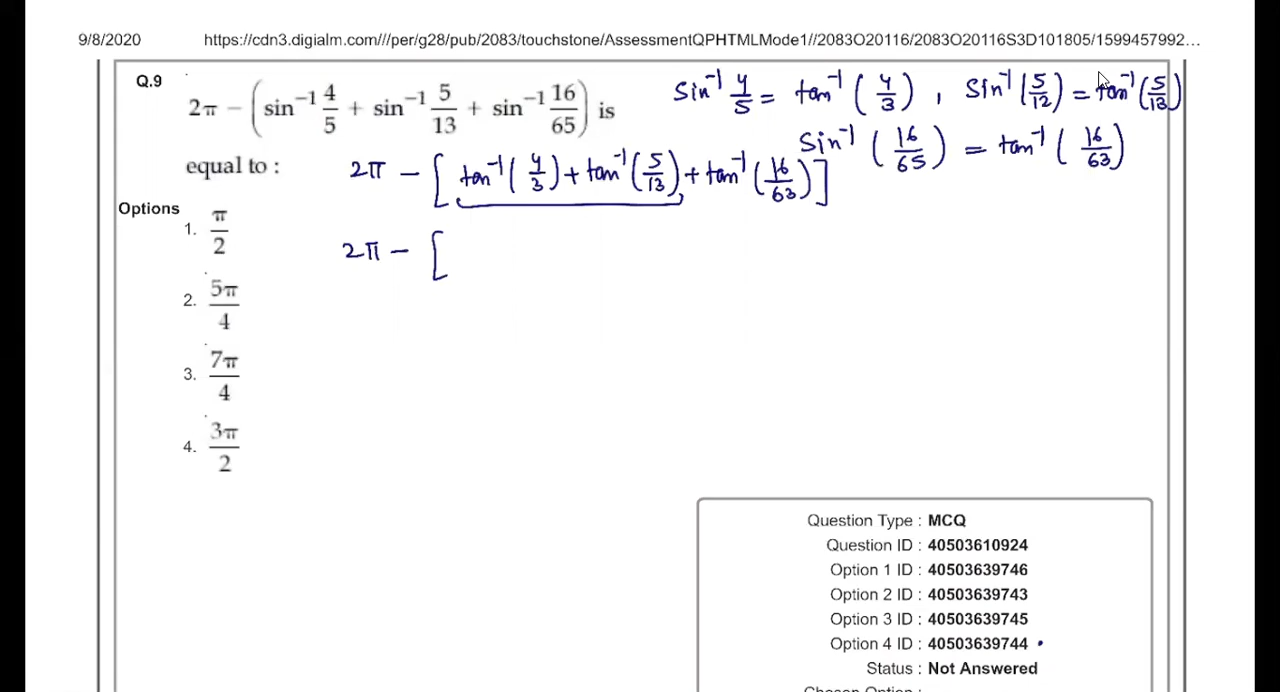 9/8/2020 https://cdn3.digialm.com///per/g28/pub/2083/touchstone/AssessmentQPHTMLMode1//2083O20116/2083O20116S3D101805/1599457992…
Q.9
2π − (sin⁻¹ 4/5 + sin⁻¹ 5/13 + sin⁻¹ 16/65) is
equal to :
sin⁻¹ 4/5 = tan⁻¹ (4/3) , sin⁻¹ (5/12) = tan⁻¹ (5/13)
sin⁻¹ (16/65) = tan⁻¹ (16/63)
2π − [ tan⁻¹ (4/3) + tan⁻¹ (5/13) + tan⁻¹ (16/63) ]
2π − [
Options
1. π/2
2. 5π/4
3. 7π/4
4. 3π/2
Question Type : MCQ
Question ID : 40503610924
Option 1 ID : 40503639746
Option 2 ID : 40503639743
Option 3 ID : 40503639745
Option 4 ID : 40503639744
Status : Not Answered